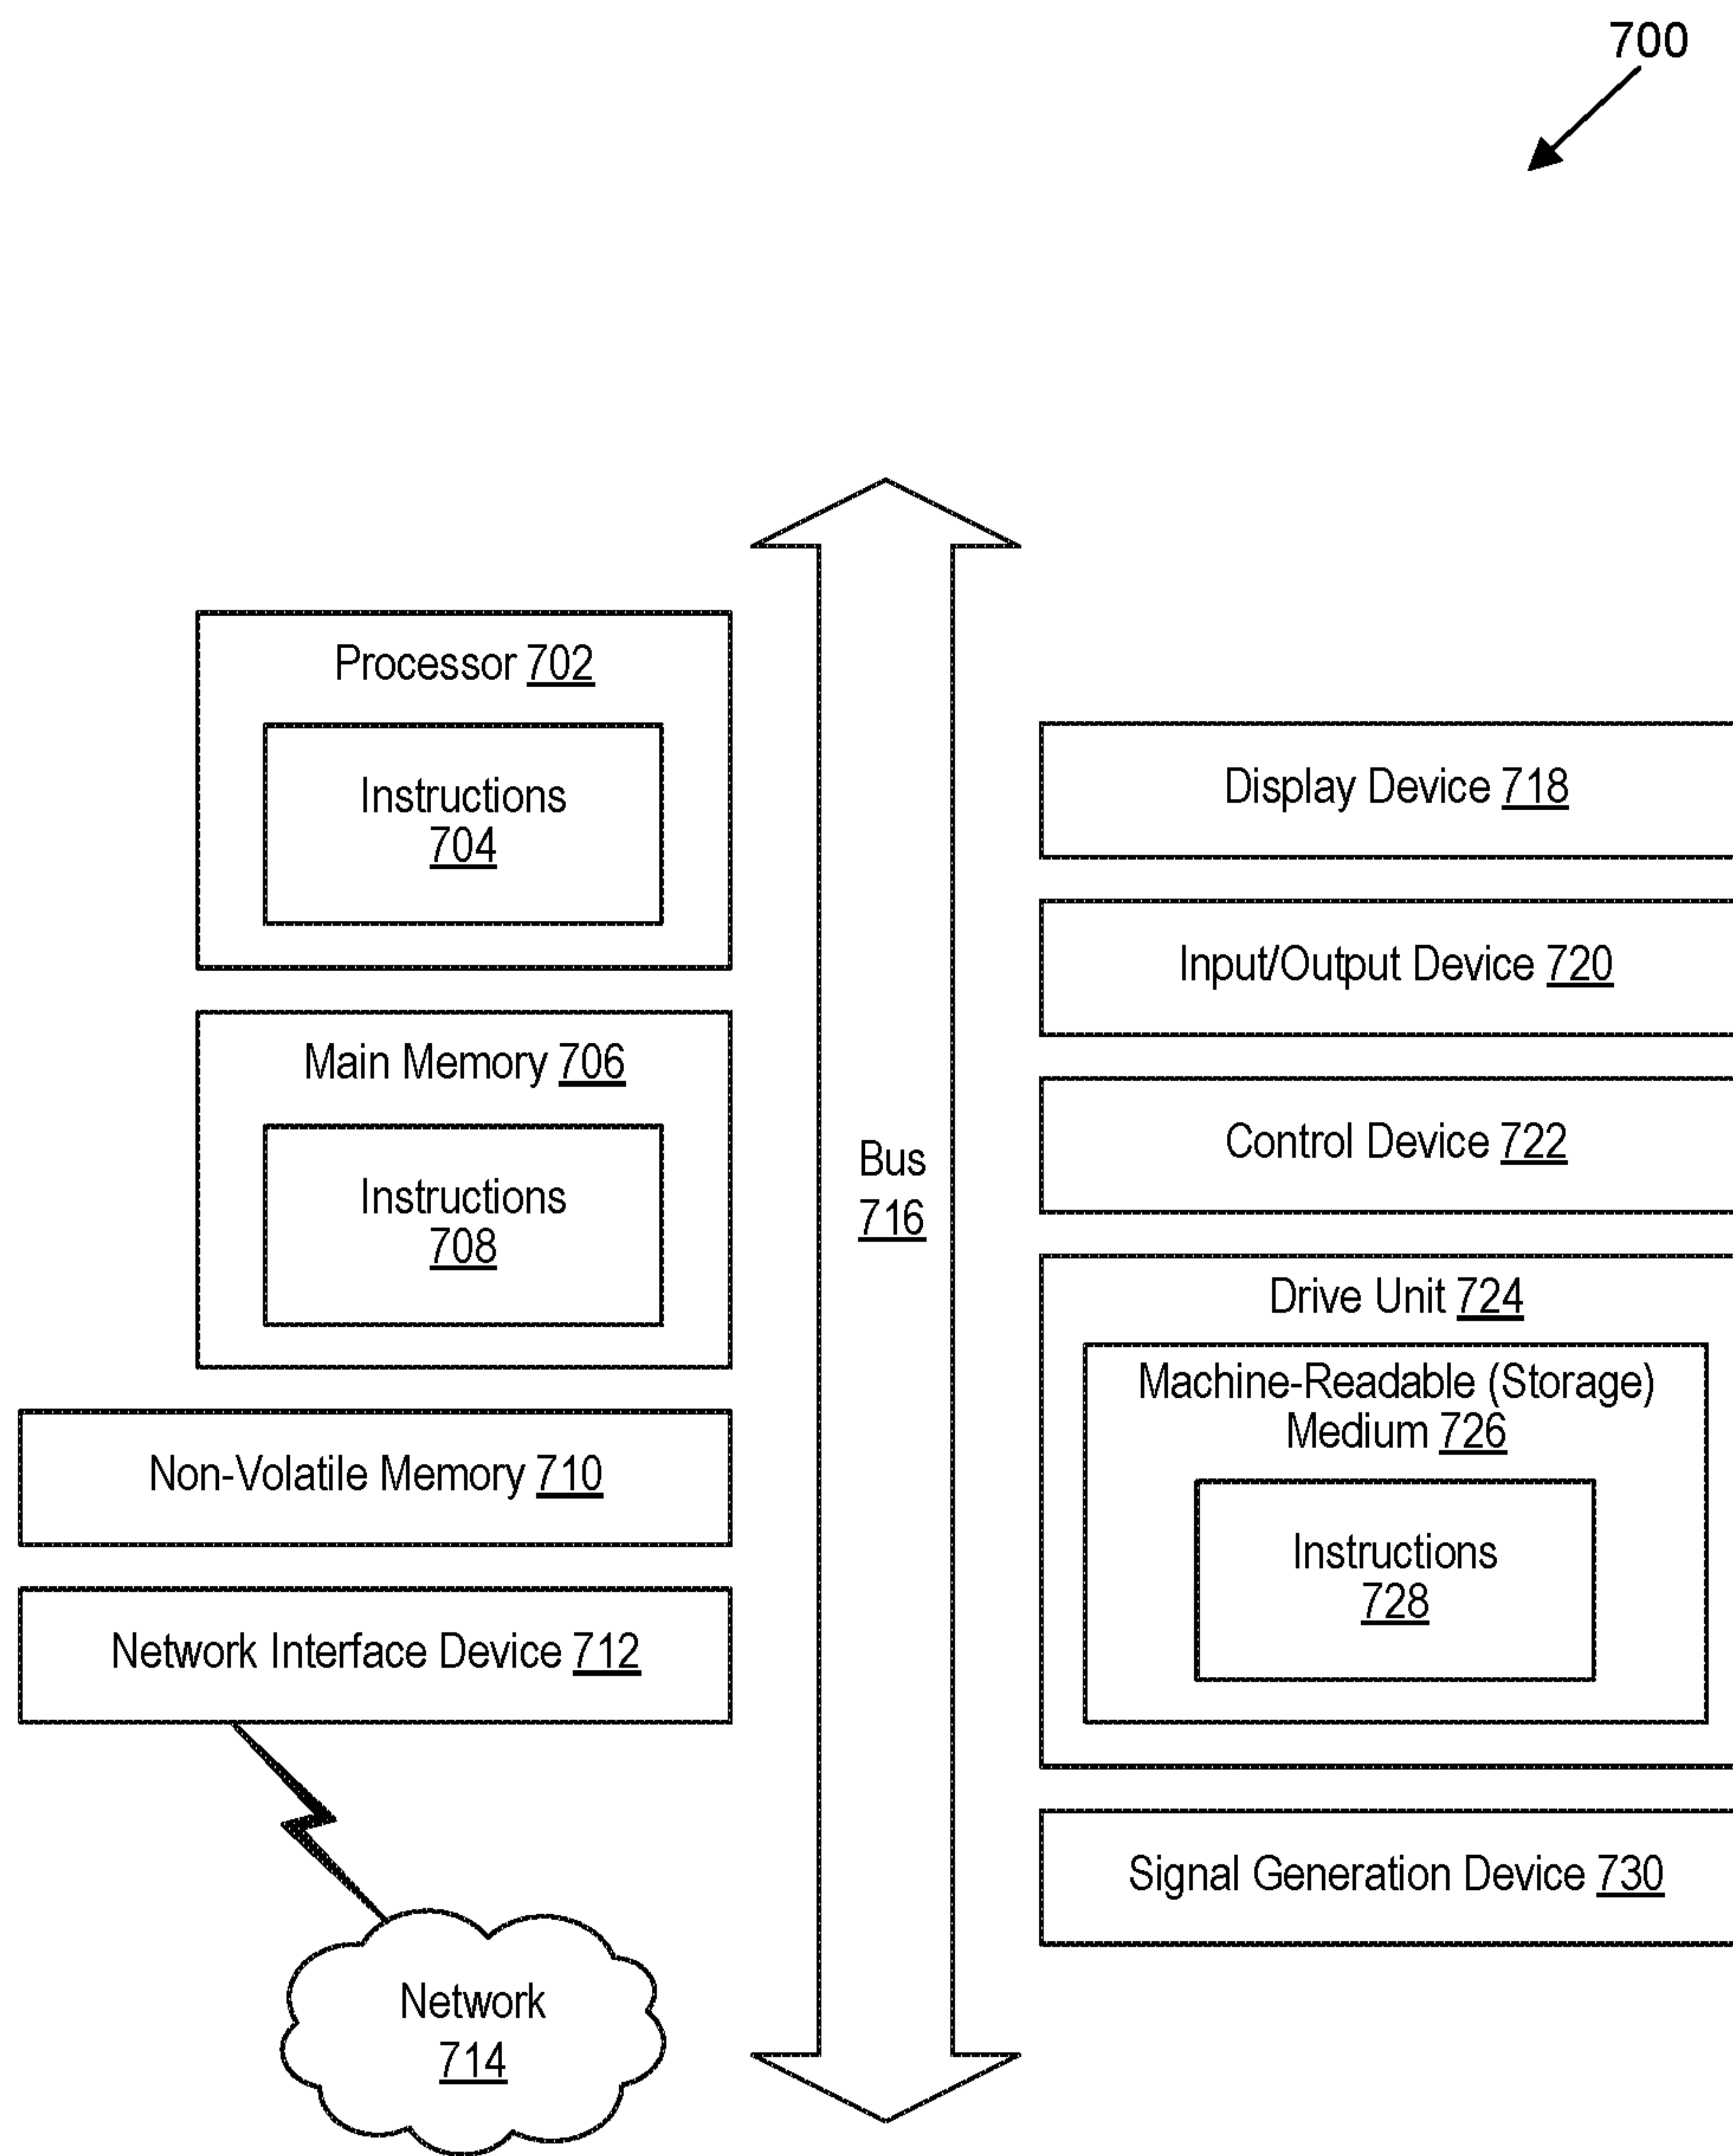 700
Processor 702
Instructions
704
Main Memory 706
Instructions
708
Non-Volatile Memory 710
Network Interface Device 712
Network
714
Bus
716
Display Device 718
Input/Output Device 720
Control Device 722
Drive Unit 724
Machine-Readable (Storage)
Medium 726
Instructions
728
Signal Generation Device 730